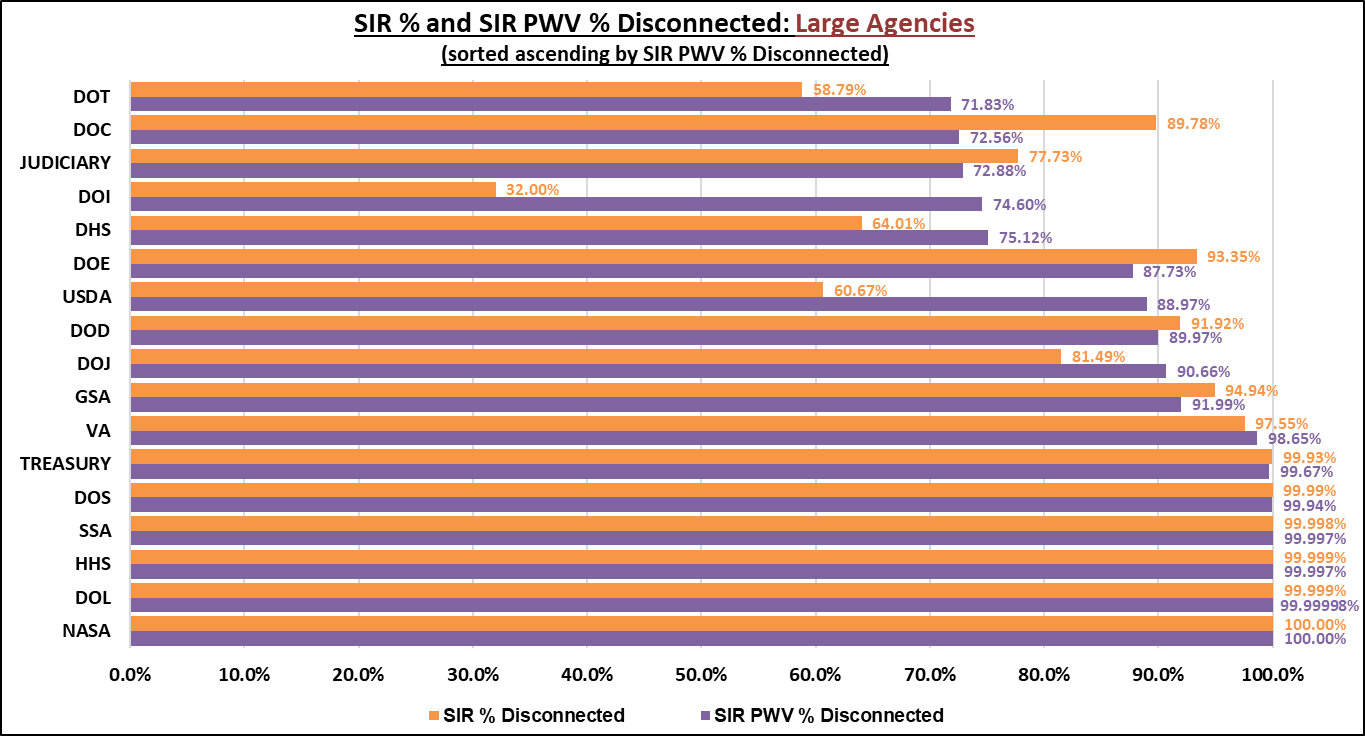 SIR % and SIR PWV % Disconnected: Large Agencies
(sorted ascending by SIR PWV % Disconnected)
DOT
58.79%
71.83%
DOC
89.78%
72.56%
JUDICIARY
77.73%
72.88%
DOI
32.00%
74.60%
DHS
64.01%
75.12%
DOE
93.35%
87.73%
USDA
60.67%
88.97%
DOD
91.92%
89.97%
DOJ
81.49%
90.66%
GSA
94.94%
91.99%
VA
97.55%
98.65%
TREASURY
99.93%
99.67%
DOS
99.99%
99.94%
SSA
99.998%
99.997%
HHS
99.999%
99.997%
DOL
99.999%
99.99998%
NASA
100.00%
100.00%
0.0% 10.0% 20.0% 30.0% 40.0% 50.0% 60.0% 70.0% 80.0% 90.0% 100.0%
SIR % Disconnected SIR PWV % Disconnected